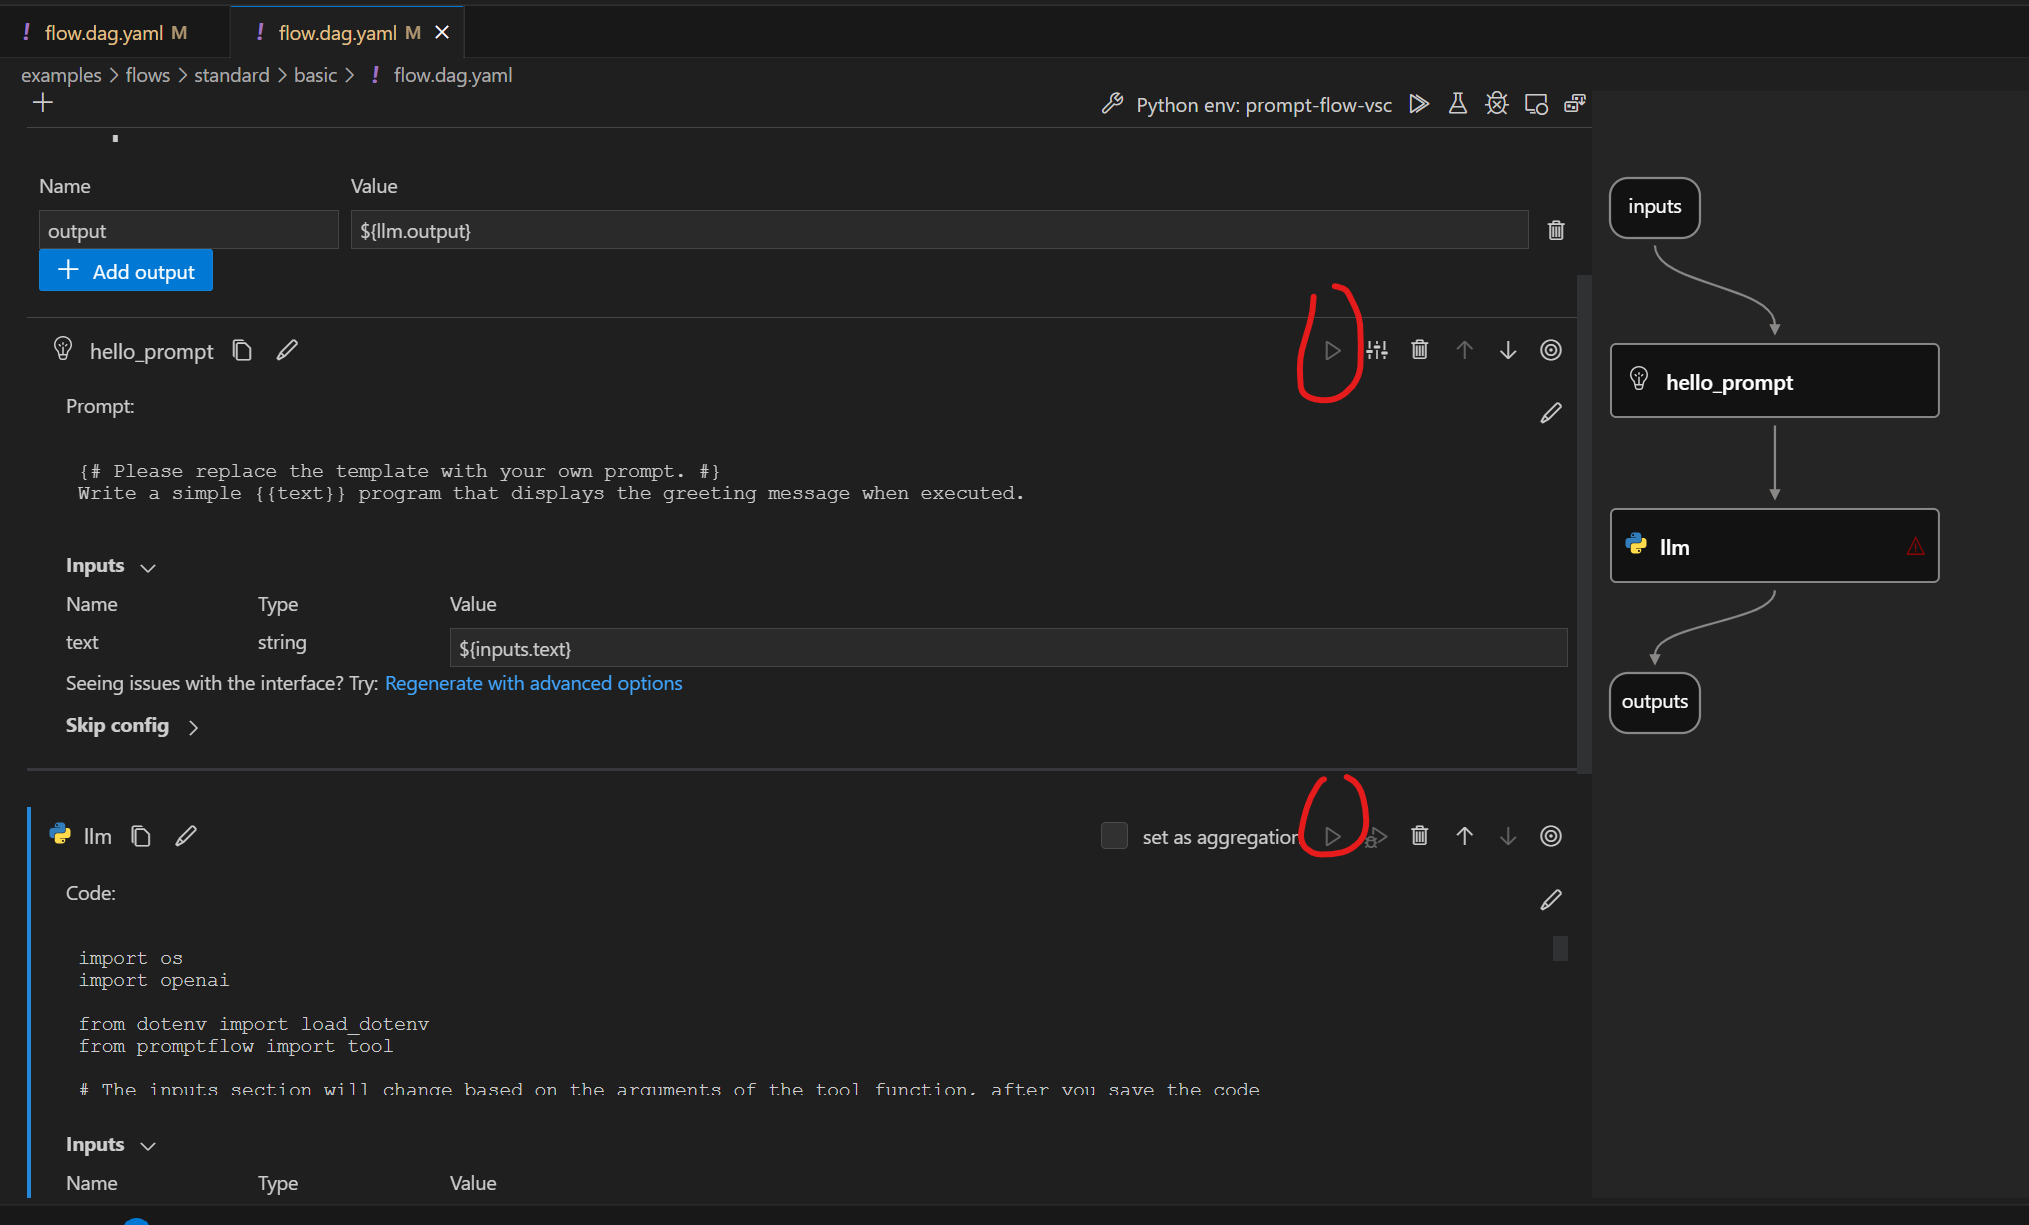 ! flow.dag.yaml M ! flow.dag.yaml M
examples > flows > standard > basic > ! flow.dag.yaml
Python env: prompt-flow-vsc
Name Value
output ${llm.output}
Add output
hello_prompt
Prompt:
{# Please replace the template with your own prompt. #}
Write a simple {{text}} program that displays the greeting message when executed.
Inputs
Name Type Value
text string ${inputs.text}
Seeing issues with the interface? Try: Regenerate with advanced options
Skip config
llm set as aggregation
Code:
import os
import openai
from dotenv import load_dotenv
from promptflow import tool
# The inputs section will change based on the arguments of the tool function, after you save the code
Inputs
Name Type Value
inputs
hello_prompt
llm
outputs